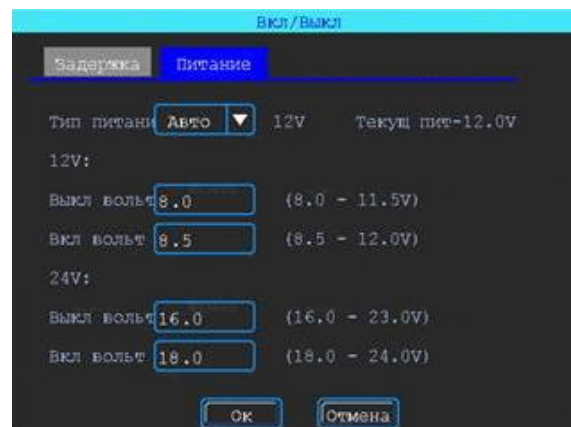 Вкл/Выкл
Задержка Питание
Тип питани Авто 12V Текущ пит-12.0V
12V:
Выкл вольт 8.0 (8.0 - 11.5V)
Вкл вольт 8.5 (8.5 - 12.0V)
24V:
Выкл вольт 16.0 (16.0 - 23.0V)
Вкл вольт 18.0 (18.0 - 24.0V)
Ок Отмена